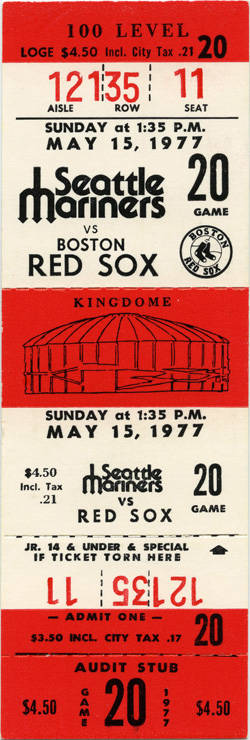 100 LEVEL
LOGE $4.50 Incl. City Tax .21 20
121 35 11
AISLE ROW SEAT
SUNDAY at 1:35 P.M.
MAY 15, 1977
Seattle
Mariners
20
GAME
VS
BOSTON
RED SOX
BOSTON
RED SOX
KINGDOME
SUNDAY at 1:35 P.M.
MAY 15, 1977
$4.50
Incl. Tax
.21
Seattle
Mariners
vs
RED SOX
20
GAME
JR. 14 & UNDER & SPECIAL
IF TICKET TORN HERE
121 35 11
— ADMIT ONE —
$3.50 INCL. CITY TAX .17 20
AUDIT STUB
$4.50 GAME 20 1977 $4.50